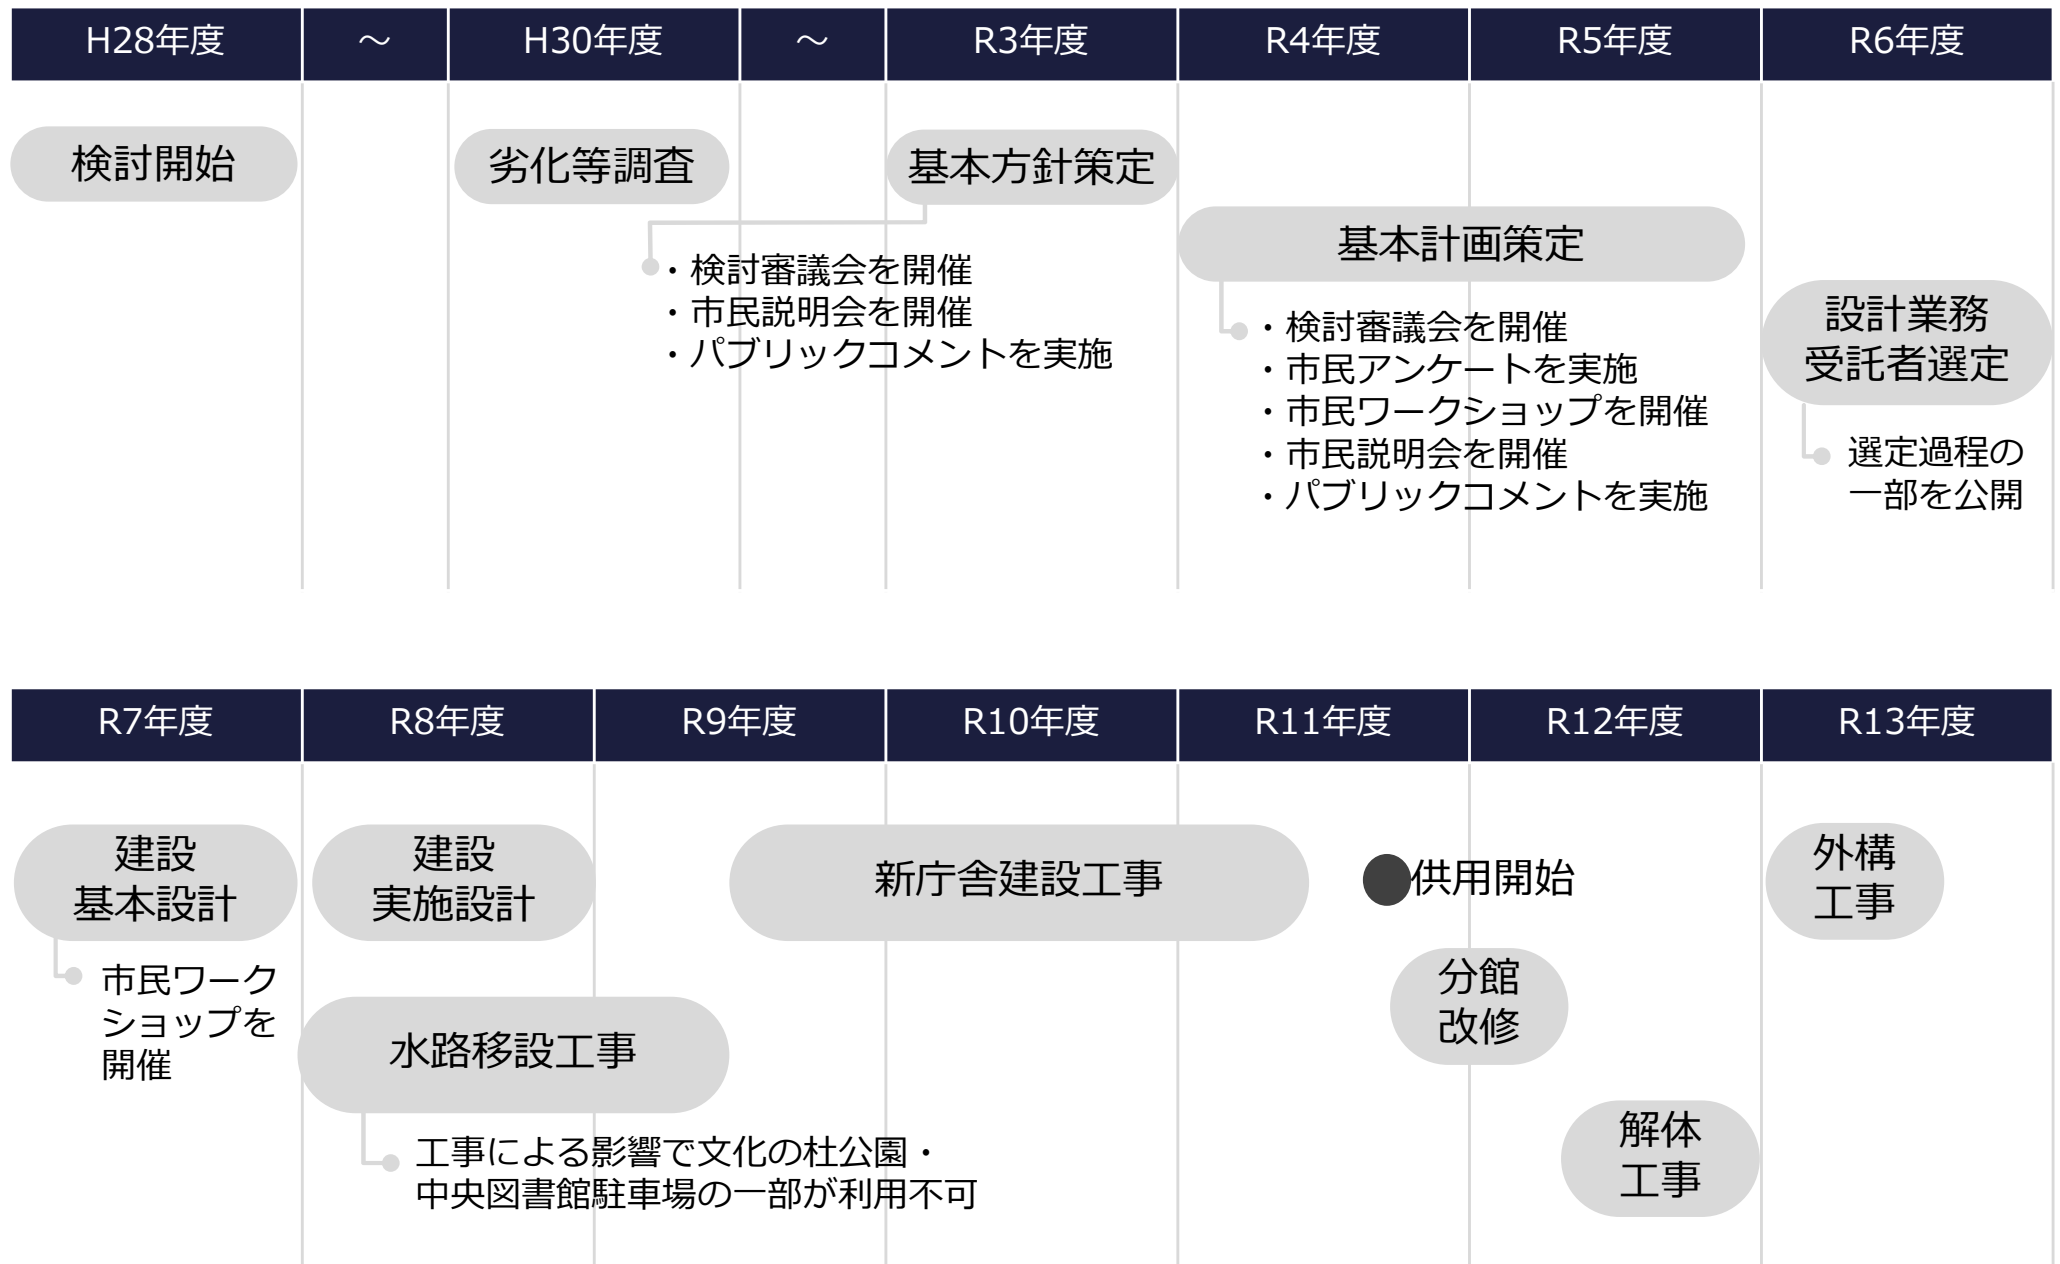 H28年度 ～ H30年度 ～ R3年度 R4年度 R5年度 R6年度
検討開始
劣化等調査
基本方針策定
・検討審議会を開催
・市民説明会を開催
・パブリックコメントを実施
基本計画策定
・検討審議会を開催
・市民アンケートを実施
・市民ワークショップを開催
・市民説明会を開催
・パブリックコメントを実施
設計業務
受託者選定
選定過程の
一部を公開
R7年度 R8年度 R9年度 R10年度 R11年度 R12年度 R13年度
建設
基本設計
市民ワーク
ショップを
開催
建設
実施設計
水路移設工事
工事による影響で文化の杜公園・
中央図書館駐車場の一部が利用不可
新庁舎建設工事
供用開始
分館
改修
解体
工事
外構
工事